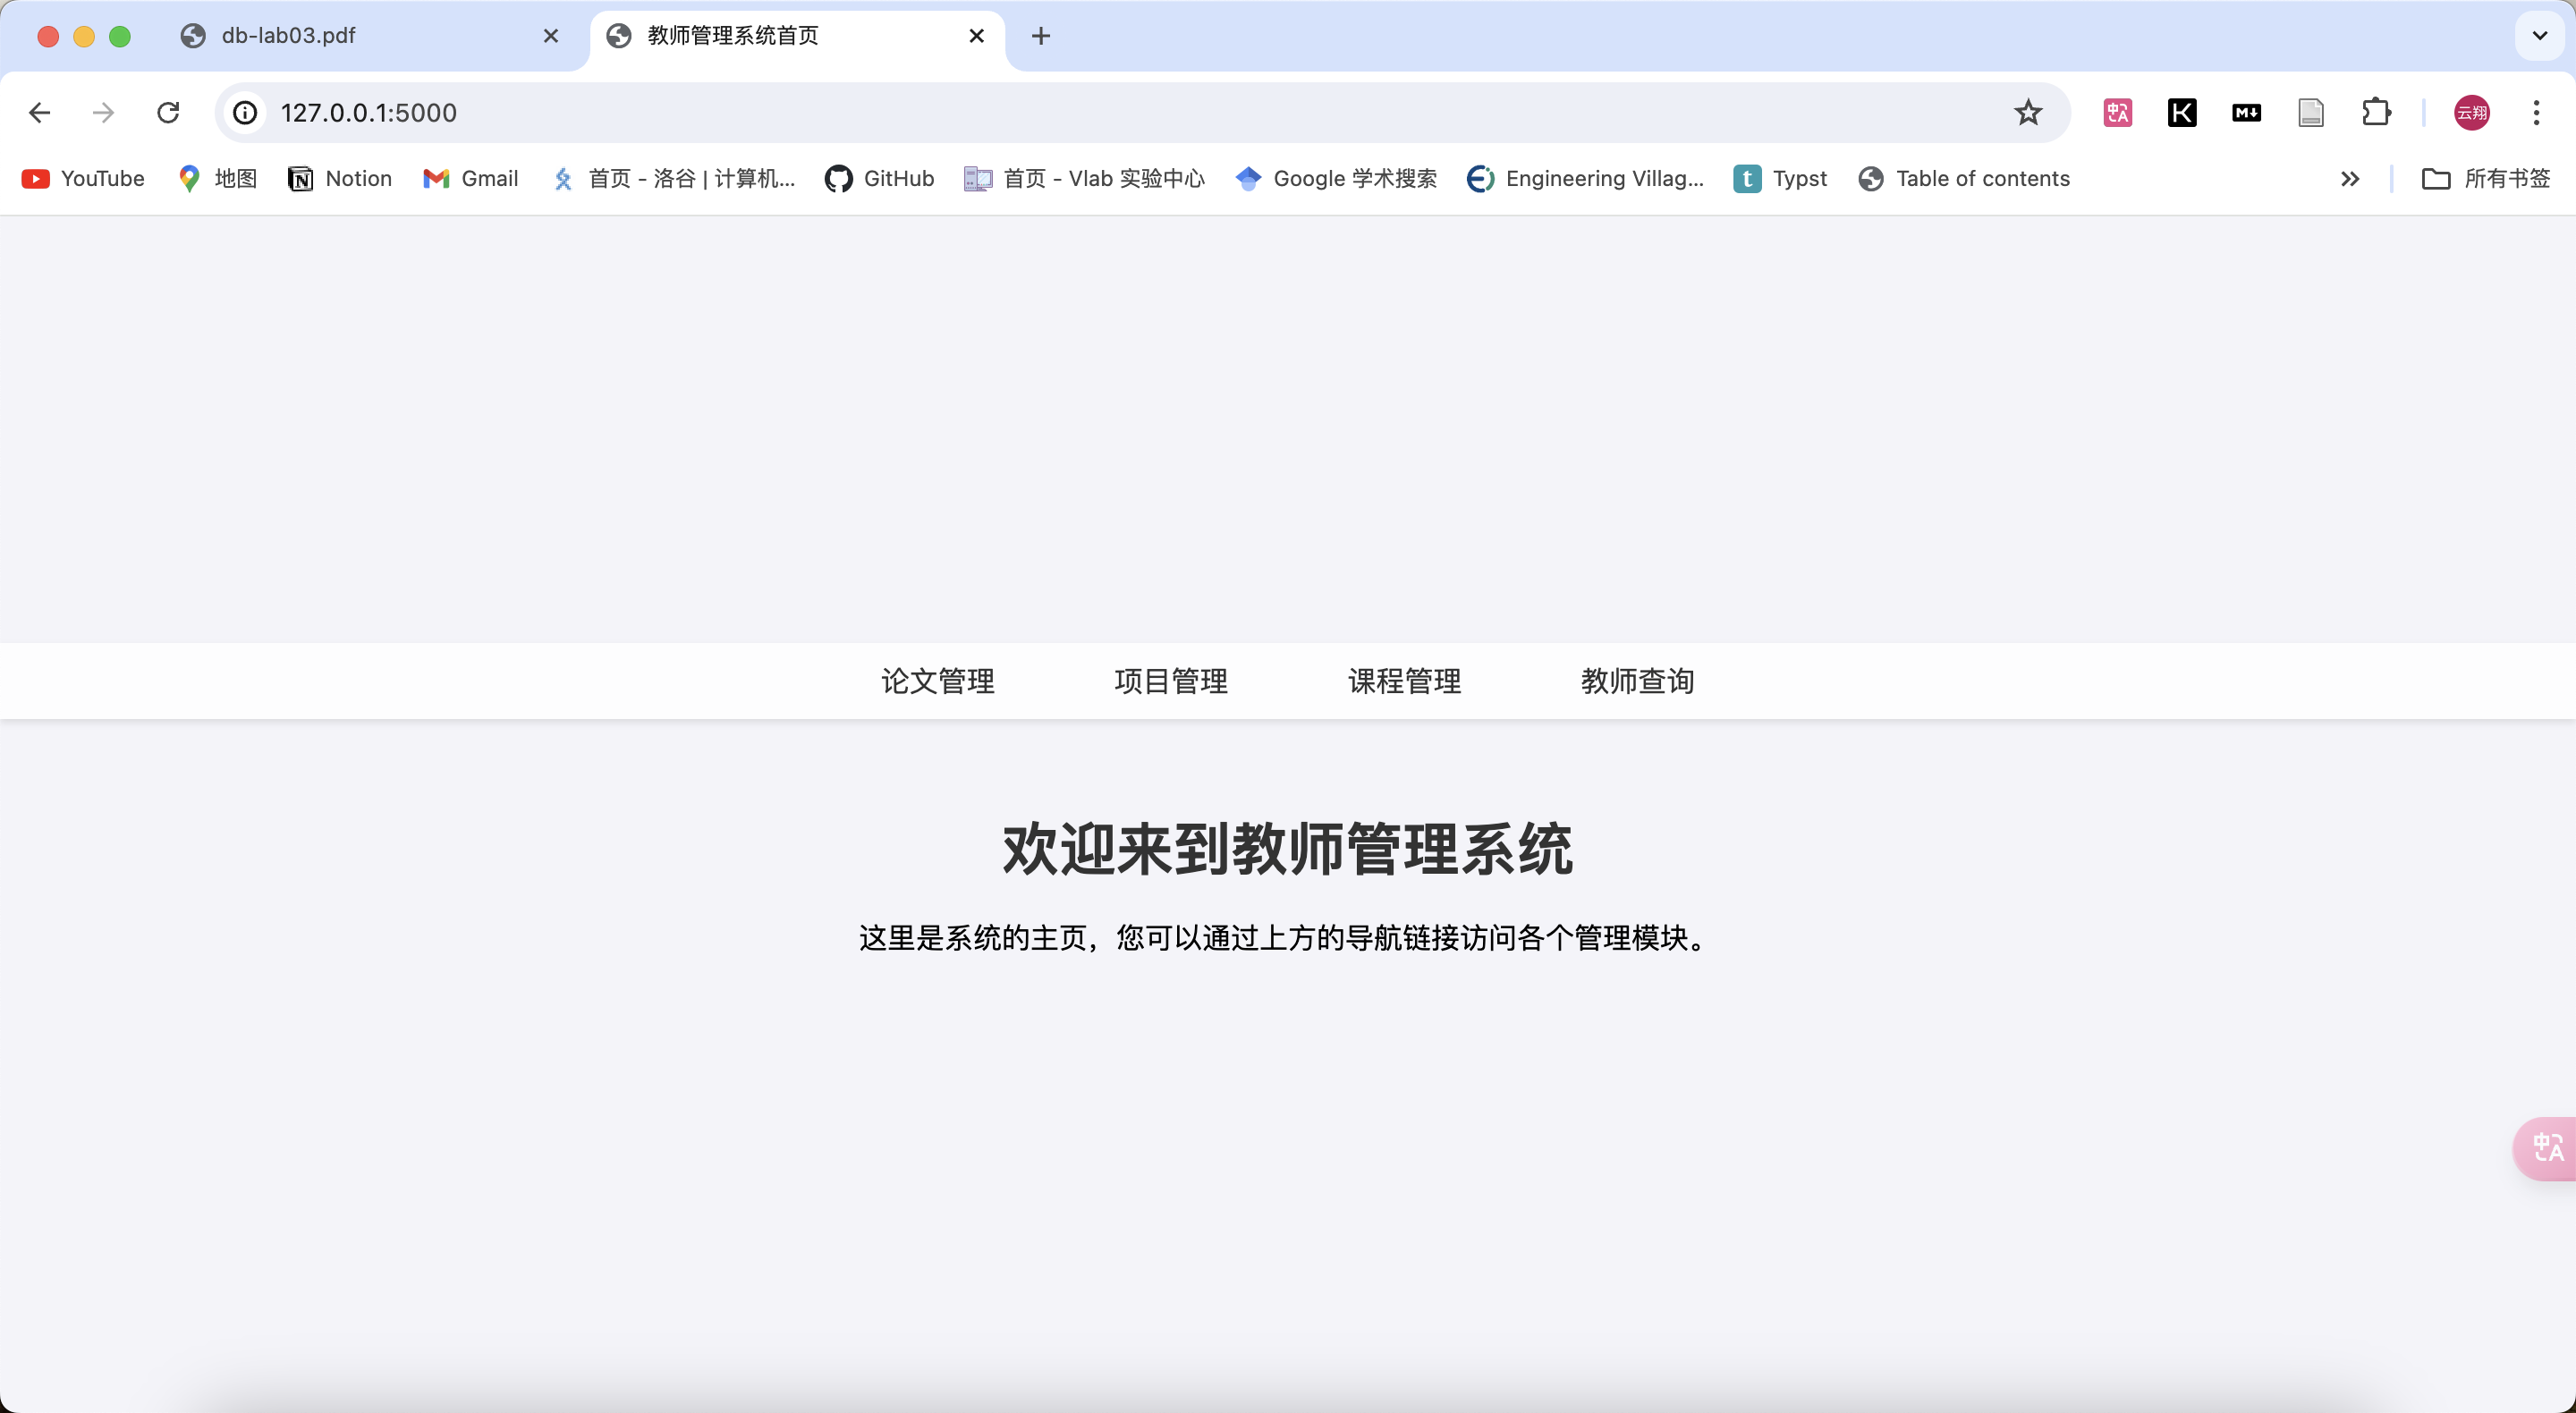 db-lab03.pdf
教师管理系统首页
127.0.0.1:5000
云翔
YouTube
地图
Notion
Gmail
首页 - 洛谷 | 计算机...
GitHub
首页 - Vlab 实验中心
Google 学术搜索
Engineering Villag...
t
Typst
Table of contents
所有书签
论文管理 项目管理 课程管理 教师查询
欢迎来到教师管理系统
这里是系统的主页，您可以通过上方的导航链接访问各个管理模块。
中A